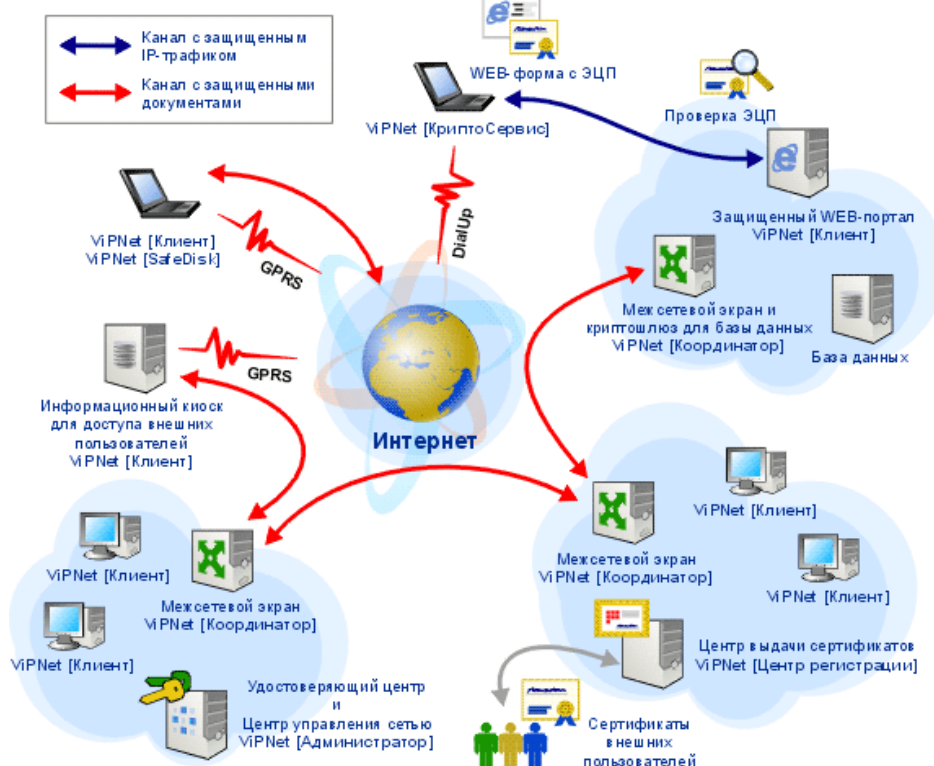 Канал с защищенным
IP-трафиком
Канал с защищенными
документами
WEB-форма с ЭЦП
ViPNet [КриптоСервис]
Проверка ЭЦП
Защищенный WEB-портал
ViPNet [Клиент]
ViPNet [Клиент]
ViPNet [SafeDisk]
GPRS
DialUp
Межсетевой экран и
криптошлюз для базы данных
ViPNet [Координатор]
База данных
GPRS
Информационный киоск
для доступа внешних
пользователей
ViPNet [Клиент]
Интернет
ViPNet [Клиент]
Межсетевой экран
ViPNet [Координатор]
ViPNet [Клиент]
ViPNet [Клиент]
Межсетевой экран
ViPNet [Координатор]
ViPNet [Клиент]
Удостоверяющий центр
и
Центр управления сетью
ViPNet [Администратор]
Центр выдачи сертификатов
ViPNet [Центр регистрации]
Сертификаты
внешних
пользователей